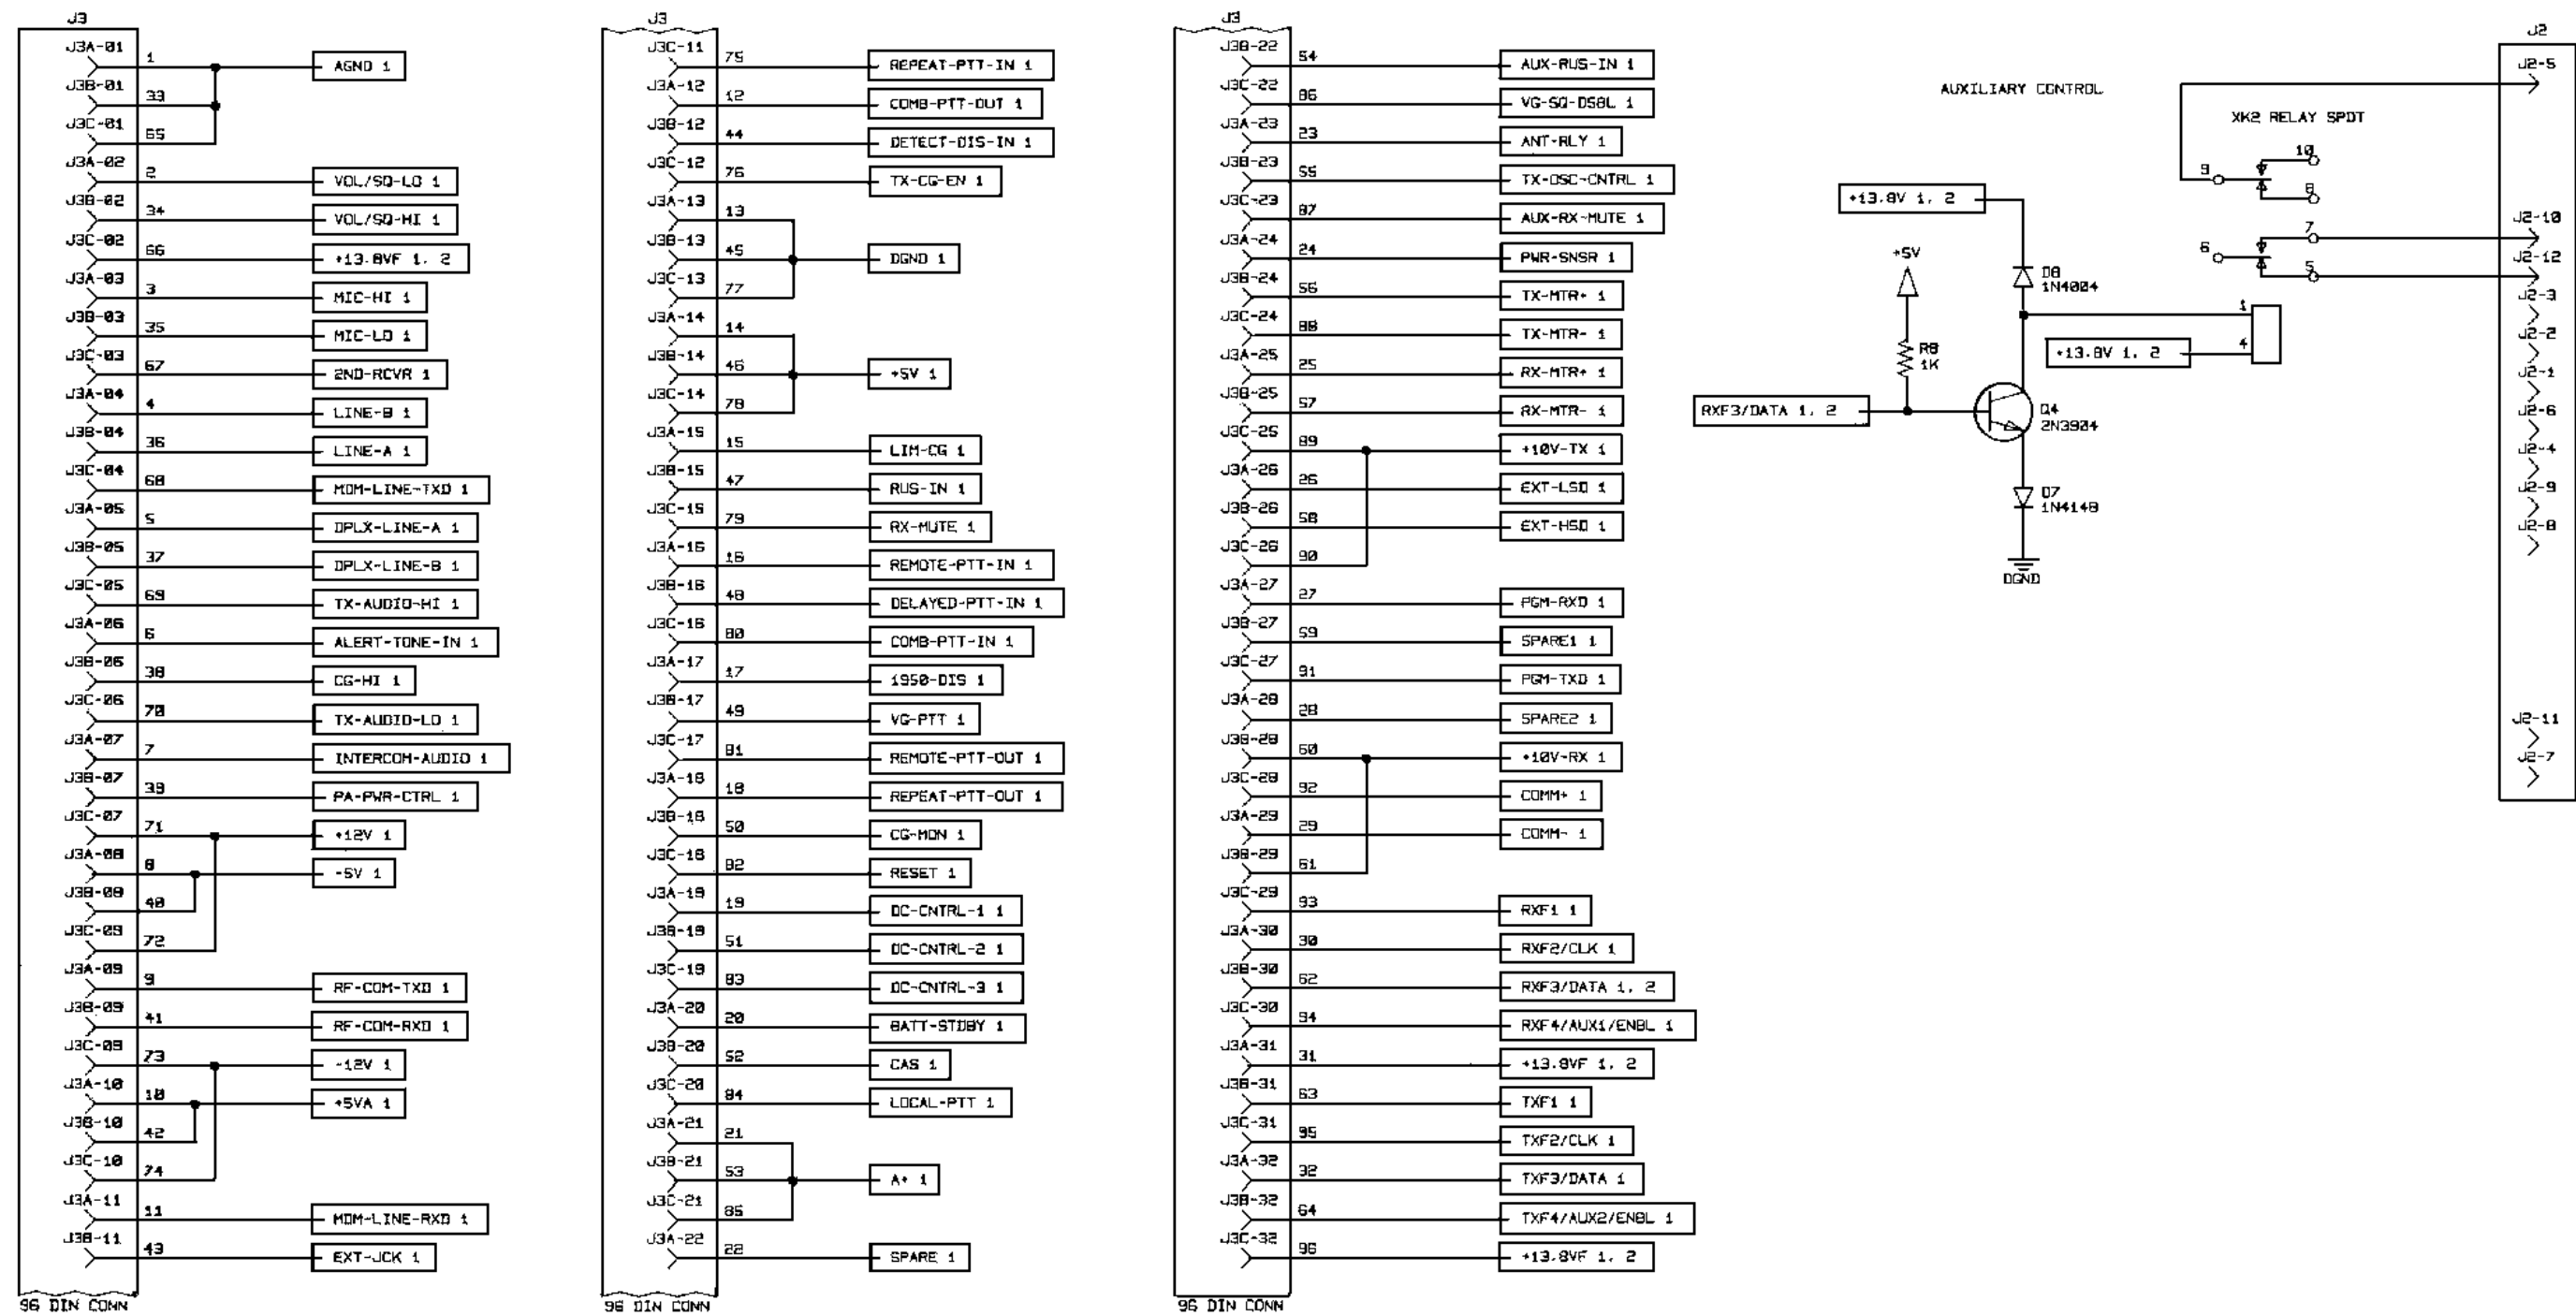 J3
J3A-01
1
AGND 1
J3B-01
33
J3C-01
65
J3A-02
2
VOL/SQ-LO 1
J3B-02
34
VOL/SQ-HI 1
J3C-02
66
+13.8VF 1, 2
J3A-03
3
MIC-HI 1
J3B-03
35
MIC-LO 1
J3C-03
67
2ND-RCVR 1
J3A-04
4
LINE-B 1
J3B-04
36
LINE-A 1
J3C-04
68
MOM-LINE-TXD 1
J3A-05
5
DPLX-LINE-A 1
J3B-05
37
DPLX-LINE-B 1
J3C-05
69
TX-AUDIO-HI 1
J3A-06
6
ALERT-TONE-IN 1
J3B-06
38
CG-HI 1
J3C-06
70
TX-AUDIO-LO 1
J3A-07
7
INTERCOM-AUDIO 1
J3B-07
39
PA-PWR-CTRL 1
J3C-07
71
+12V 1
J3A-08
8
-5V 1
J3B-08
40
J3C-08
72
J3A-09
9
RF-COM-TXD 1
J3B-09
41
RF-COM-RXD 1
J3C-09
73
-12V 1
J3A-10
10
+5VA 1
J3B-10
42
J3C-10
74
J3A-11
11
MOM-LINE-RXD 1
J3B-11
43
EXT-JCK 1
96 DIN CONN
J3
J3C-11
75
REPEAT-PTT-IN 1
J3A-12
12
COMB-PTT-OUT 1
J3B-12
44
DETECT-DIS-IN 1
J3C-12
76
TX-CG-EN 1
J3A-13
13
J3B-13
45
DGND 1
J3C-13
77
J3A-14
14
J3B-14
46
+5V 1
J3C-14
78
J3A-15
15
LIM-CG 1
J3B-15
47
RUS-IN 1
J3C-15
79
RX-MUTE 1
J3A-16
16
REMOTE-PTT-IN 1
J3B-16
48
DELAYED-PTT-IN 1
J3C-16
80
COMB-PTT-IN 1
J3A-17
17
1950-DIS 1
J3B-17
49
VG-PTT 1
J3C-17
81
REMOTE-PTT-OUT 1
J3A-18
18
REPEAT-PTT-OUT 1
J3B-18
50
CG-MON 1
J3C-18
82
RESET 1
J3A-19
19
DC-CNTRL-1 1
J3B-19
51
DC-CNTRL-2 1
J3C-19
83
DC-CNTRL-3 1
J3A-20
20
BATT-STDBY 1
J3B-20
52
CAS 1
J3C-20
84
LOCAL-PTT 1
J3A-21
21
J3B-21
53
A+ 1
J3C-21
85
J3A-22
22
SPARE 1
96 DIN CONN
J3
J3B-22
54
AUX-RUS-IN 1
J3C-22
86
VG-SQ-DSBL 1
J3A-23
23
ANT-RLY 1
J3B-23
55
TX-OSC-CNTRL 1
J3C-23
87
AUX-RX-MUTE 1
J3A-24
24
PWR-SNSR 1
J3B-24
56
TX-MTR+ 1
J3C-24
88
TX-MTR- 1
J3A-25
25
RX-MTR+ 1
J3B-25
57
RX-MTR- 1
J3C-25
89
+10V-TX 1
J3A-26
26
EXT-LSD 1
J3B-26
58
EXT-HSD 1
J3C-26
90
J3A-27
27
PGM-RXD 1
J3B-27
59
SPARE1 1
J3C-27
91
PGM-TXD 1
J3A-28
28
SPARE2 1
J3B-28
60
+10V-RX 1
J3C-28
92
COMM+ 1
J3A-29
29
COMM- 1
J3B-29
61
J3C-29
93
RXF1 1
J3A-30
30
RXF2/CLK 1
J3B-30
62
RXF3/DATA 1, 2
J3C-30
94
RXF4/AUX1/ENBL 1
J3A-31
31
+13.8VF 1, 2
J3B-31
63
TXF1 1
J3C-31
95
TXF2/CLK 1
J3A-32
32
TXF3/DATA 1
J3B-32
64
TXF4/AUX2/ENBL 1
J3C-32
96
+13.8VF 1, 2
96 DIN CONN
AUXILIARY CONTROL
XK2 RELAY SPDT
10
9
8
7
6
5
+13.8V 1, 2
+5V
D8
1N4004
1
4
+13.8V 1, 2
R8
1K
RXF3/DATA 1, 2
Q4
2N3904
D7
1N4148
DGND
J2
J2-5
J2-10
J2-12
J2-3
J2-2
J2-1
J2-6
J2-4
J2-9
J2-8
J2-11
J2-7